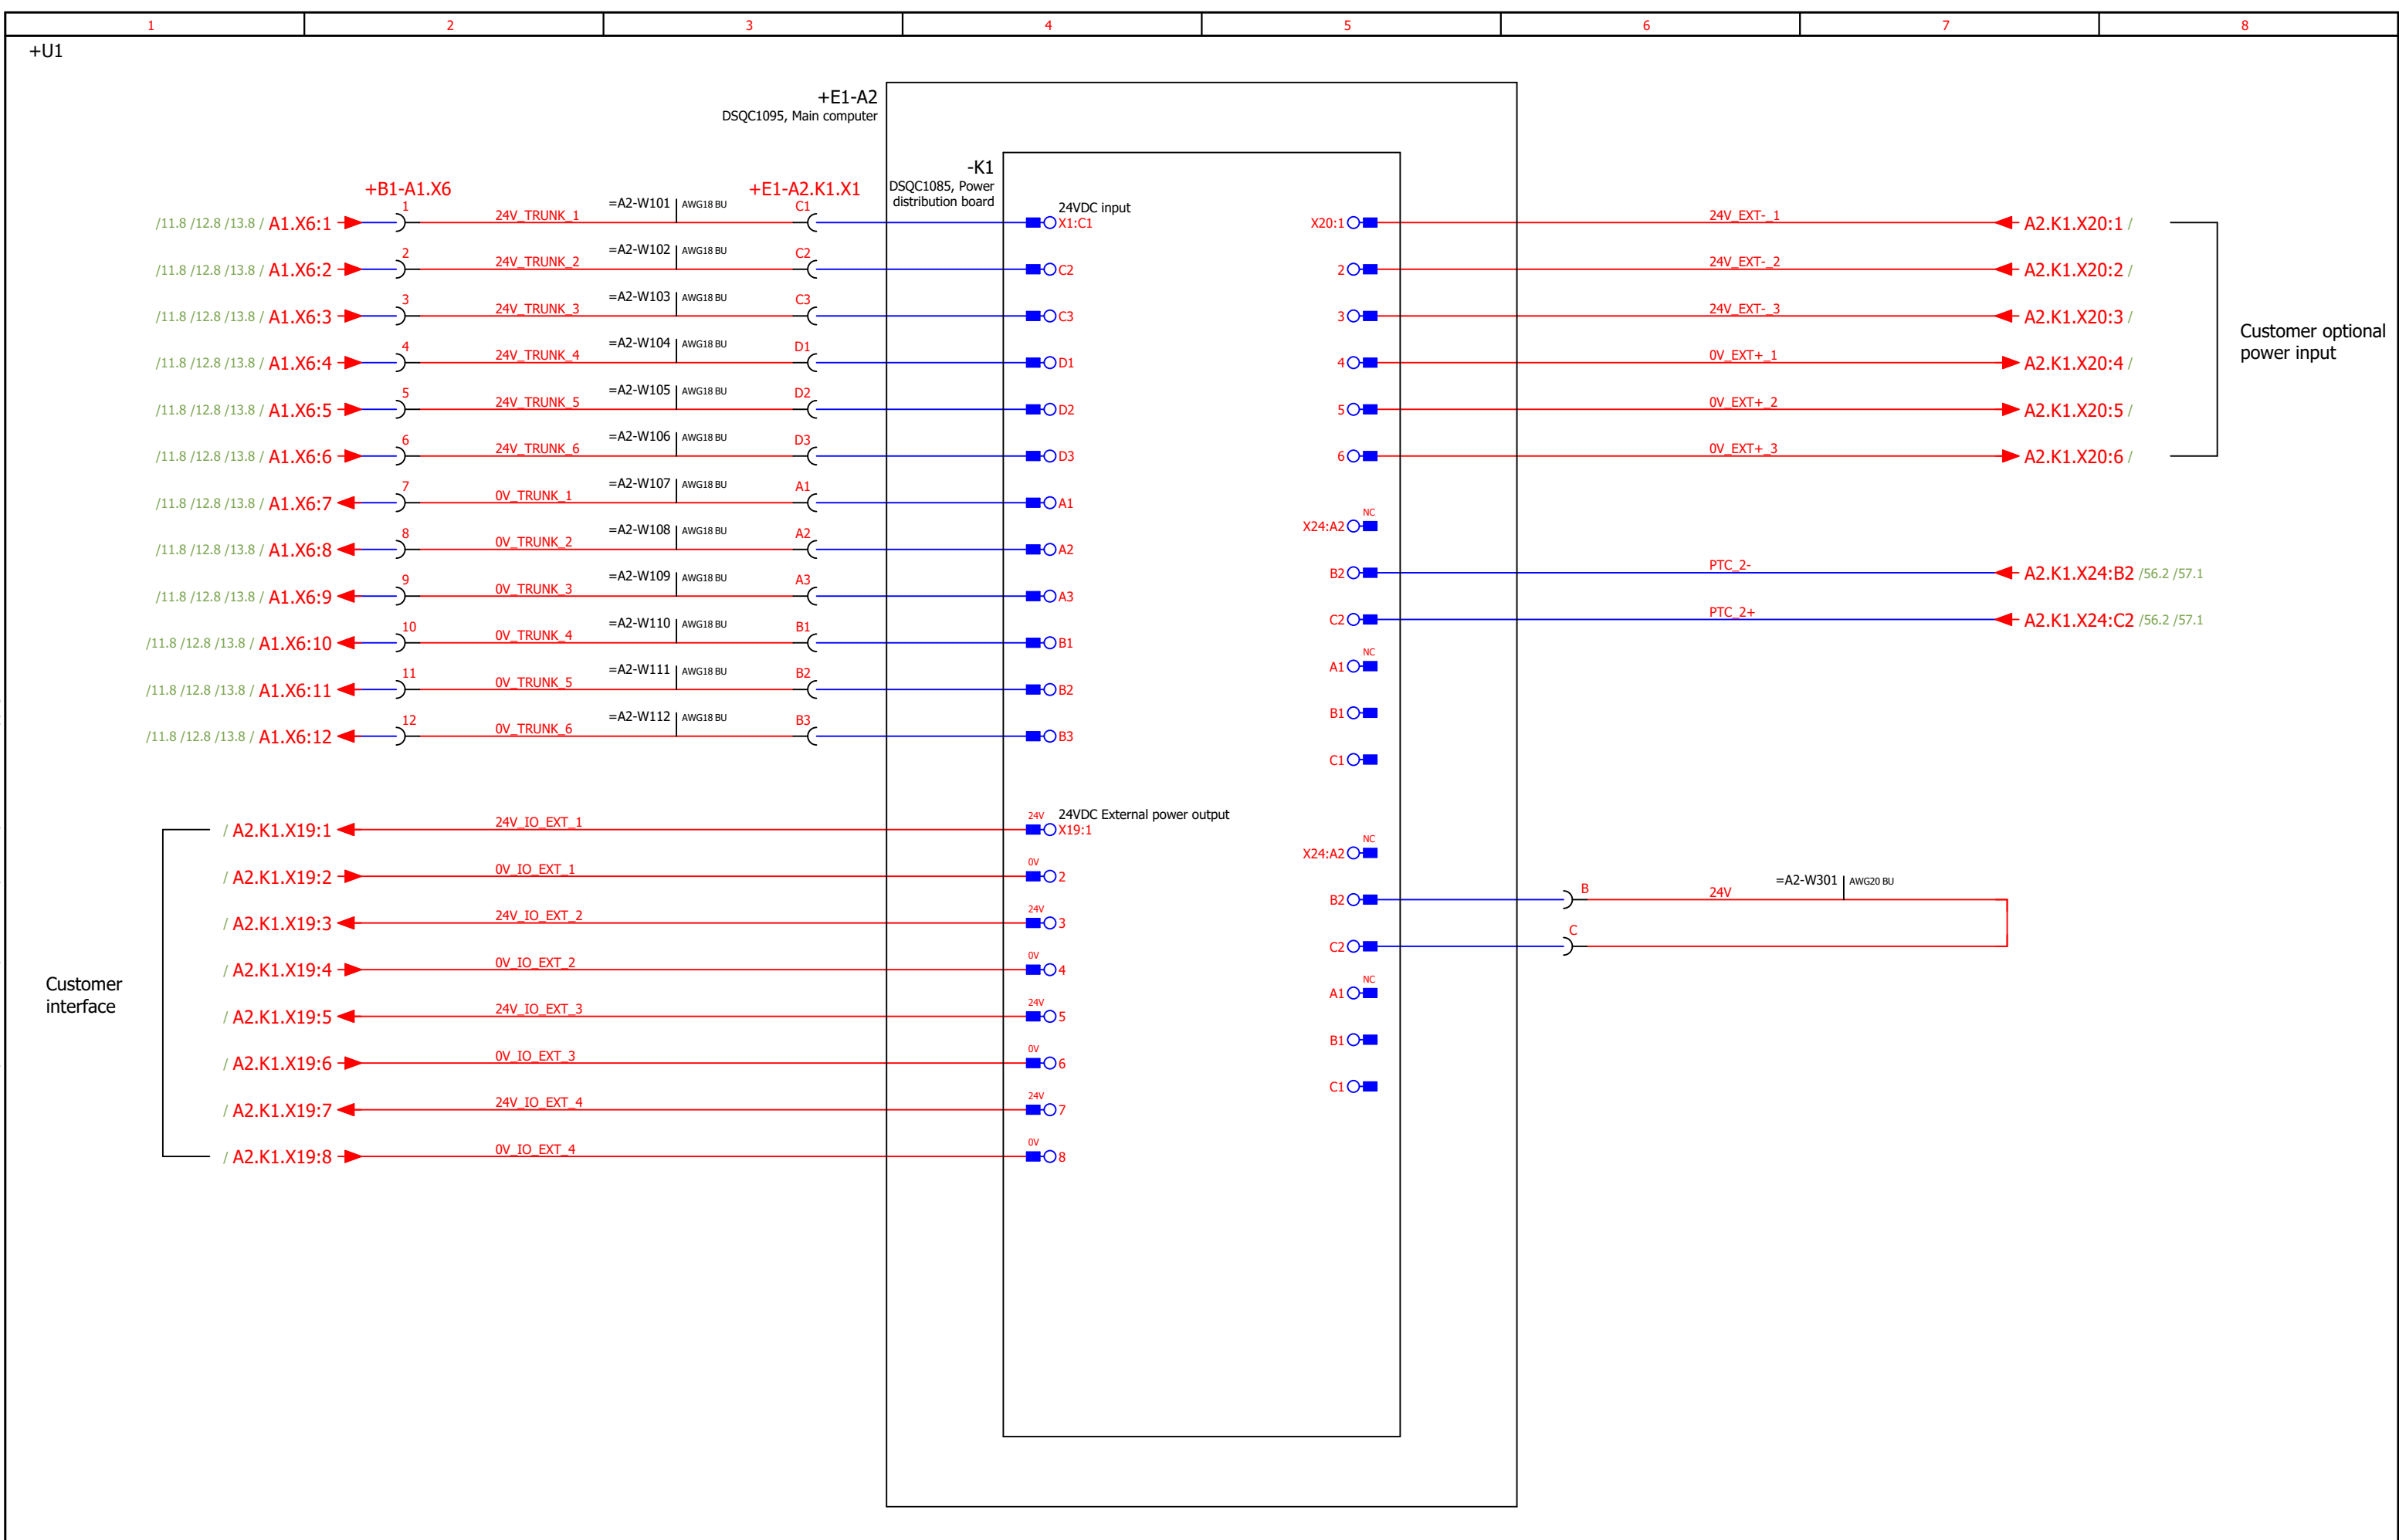 1 2 3 4 5 6 7 8
+U1
+E1-A2
DSQC1095, Main computer
-K1
DSQC1085, Power
distribution board
+B1-A1.X6 +E1-A2.K1.X1
24VDC input
/11.8 /12.8 /13.8 / A1.X6:1 1 24V_TRUNK_1 =A2-W101 AWG18 BU C1 X1:C1
/11.8 /12.8 /13.8 / A1.X6:2 2 24V_TRUNK_2 =A2-W102 AWG18 BU C2 C2
/11.8 /12.8 /13.8 / A1.X6:3 3 24V_TRUNK_3 =A2-W103 AWG18 BU C3 C3
/11.8 /12.8 /13.8 / A1.X6:4 4 24V_TRUNK_4 =A2-W104 AWG18 BU D1 D1
/11.8 /12.8 /13.8 / A1.X6:5 5 24V_TRUNK_5 =A2-W105 AWG18 BU D2 D2
/11.8 /12.8 /13.8 / A1.X6:6 6 24V_TRUNK_6 =A2-W106 AWG18 BU D3 D3
/11.8 /12.8 /13.8 / A1.X6:7 7 0V_TRUNK_1 =A2-W107 AWG18 BU A1 A1
/11.8 /12.8 /13.8 / A1.X6:8 8 0V_TRUNK_2 =A2-W108 AWG18 BU A2 A2
/11.8 /12.8 /13.8 / A1.X6:9 9 0V_TRUNK_3 =A2-W109 AWG18 BU A3 A3
/11.8 /12.8 /13.8 / A1.X6:10 10 0V_TRUNK_4 =A2-W110 AWG18 BU B1 B1
/11.8 /12.8 /13.8 / A1.X6:11 11 0V_TRUNK_5 =A2-W111 AWG18 BU B2 B2
/11.8 /12.8 /13.8 / A1.X6:12 12 0V_TRUNK_6 =A2-W112 AWG18 BU B3 B3
X20:1 24V_EXT-_1 A2.K1.X20:1 /
2 24V_EXT-_2 A2.K1.X20:2 /
3 24V_EXT-_3 A2.K1.X20:3 /
4 0V_EXT+_1 A2.K1.X20:4 /
5 0V_EXT+_2 A2.K1.X20:5 /
6 0V_EXT+_3 A2.K1.X20:6 /
Customer optional
power input
X24:A2 NC
B2 PTC_2- A2.K1.X24:B2 /56.2 /57.1
C2 PTC_2+ A2.K1.X24:C2 /56.2 /57.1
A1 NC
B1
C1
Customer
interface
24VDC External power output
/ A2.K1.X19:1 24V_IO_EXT_1 24V X19:1
/ A2.K1.X19:2 0V_IO_EXT_1 0V 2
/ A2.K1.X19:3 24V_IO_EXT_2 24V 3
/ A2.K1.X19:4 0V_IO_EXT_2 0V 4
/ A2.K1.X19:5 24V_IO_EXT_3 24V 5
/ A2.K1.X19:6 0V_IO_EXT_3 0V 6
/ A2.K1.X19:7 24V_IO_EXT_4 24V 7
/ A2.K1.X19:8 0V_IO_EXT_4 0V 8
X24:A2 NC
B2 B 24V =A2-W301 AWG20 BU
C2 C
A1 NC
B1
C1